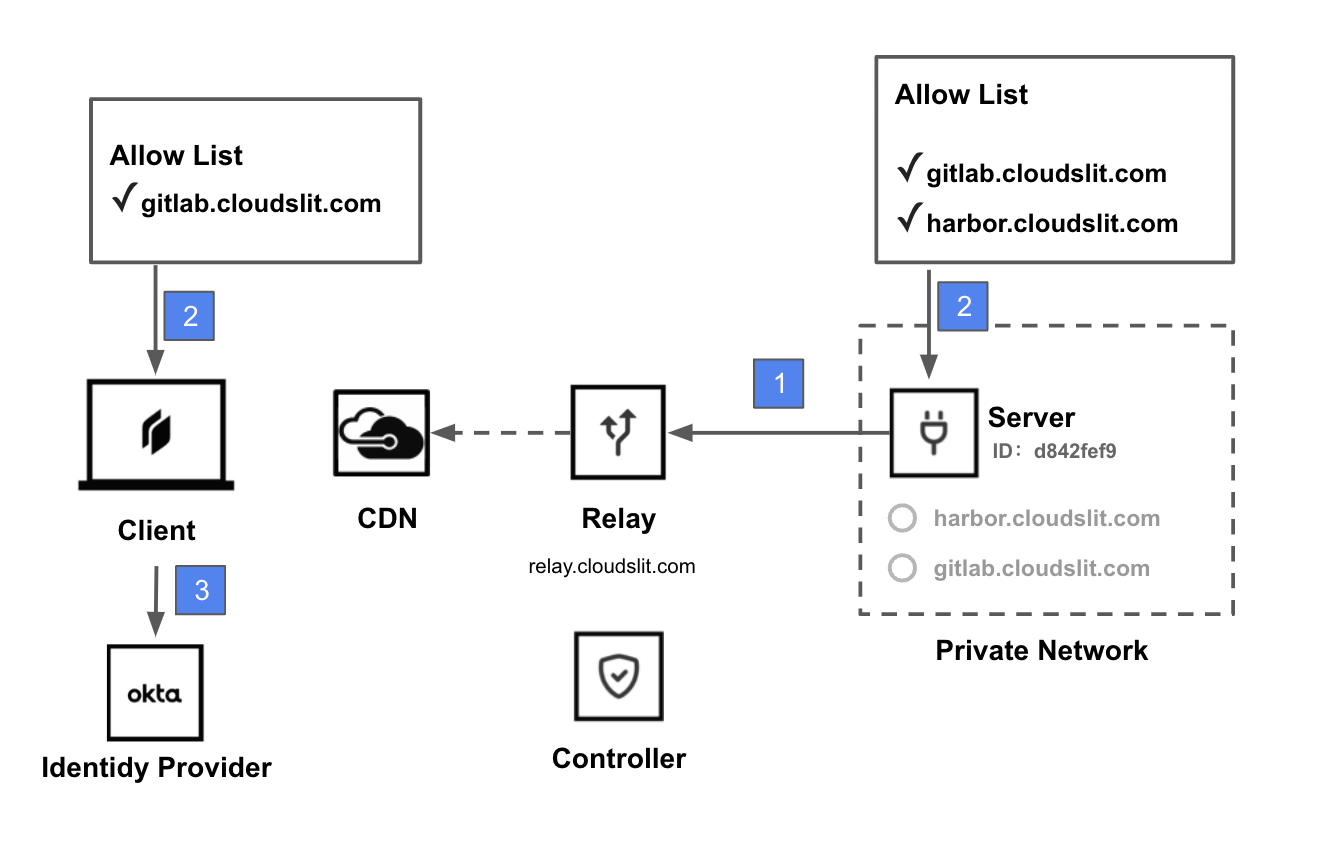 Allow List
✓ gitlab.cloudslit.com
Allow List
✓ gitlab.cloudslit.com
✓ harbor.cloudslit.com
2
2
1
Server
ID：d842fef9
Client
CDN
Relay
relay.cloudslit.com
harbor.cloudslit.com
gitlab.cloudslit.com
Private Network
3
okta
Identidy Provider
Controller